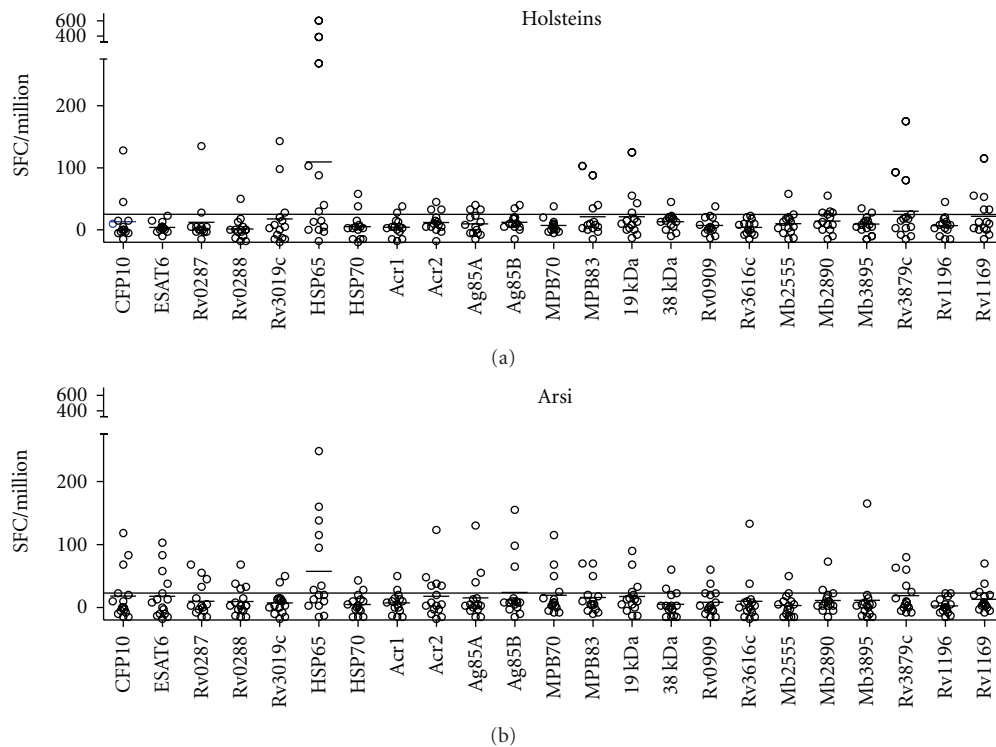 Holsteins
600
400
200
100
0
SFC/million
CFP10
ESAT6
Rv0287
Rv0288
Rv3019c
HSP65
HSP70
Acr1
Acr2
Ag85A
Ag85B
MPB70
MPB83
19 kDa
38 kDa
Rv0909
Rv3616c
Mb2555
Mb2890
Mb3895
Rv3879c
Rv1196
Rv1169
(a)
Arsi
600
400
200
100
0
SFC/million
CFP10
ESAT6
Rv0287
Rv0288
Rv3019c
HSP65
HSP70
Acr1
Acr2
Ag85A
Ag85B
MPB70
MPB83
19 kDa
38 kDa
Rv0909
Rv3616c
Mb2555
Mb2890
Mb3895
Rv3879c
Rv1196
Rv1169
(b)